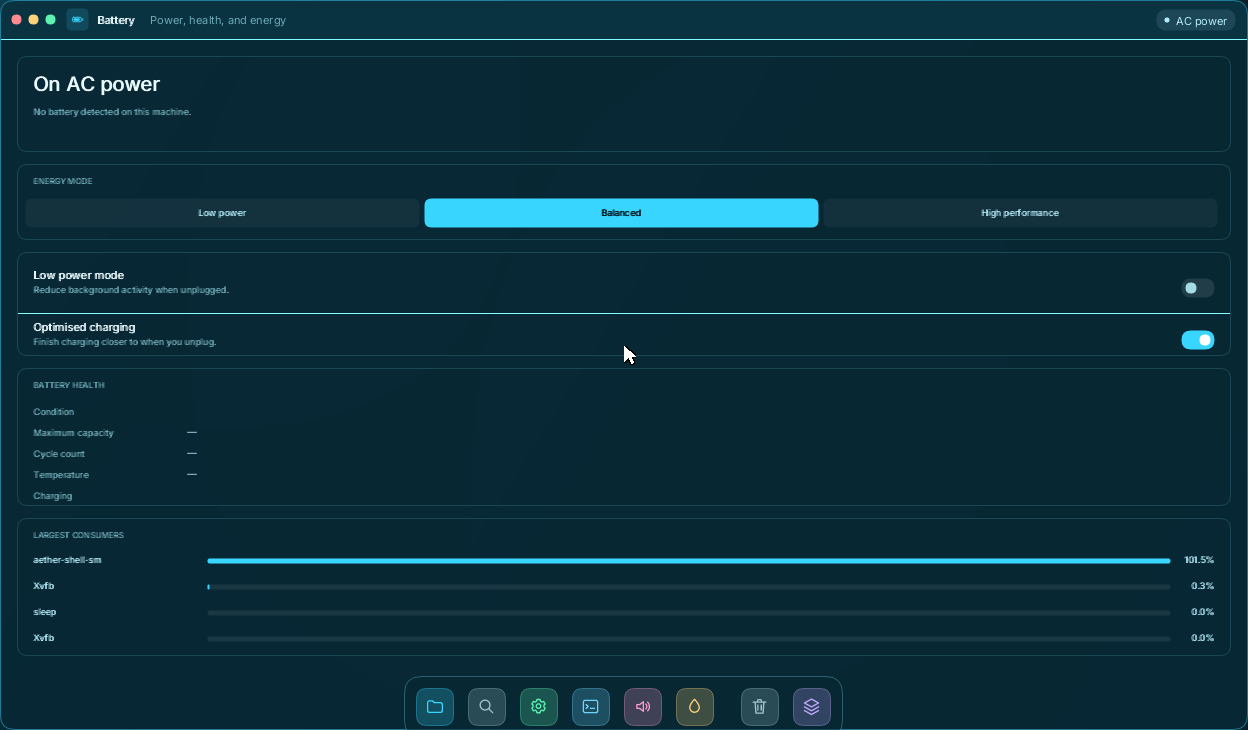 Battery Power, health, and energy AC power
On AC power
No battery detected on this machine.
ENERGY MODE
Low power Balanced High performance
Low power mode
Reduce background activity when unplugged.
Optimised charging
Finish charging closer to when you unplug.
BATTERY HEALTH
Condition
Maximum capacity —
Cycle count —
Temperature —
Charging
LARGEST CONSUMERS
aether-shell-sm 101.5%
Xvfb 0.3%
sleep 0.0%
Xvfb 0.0%